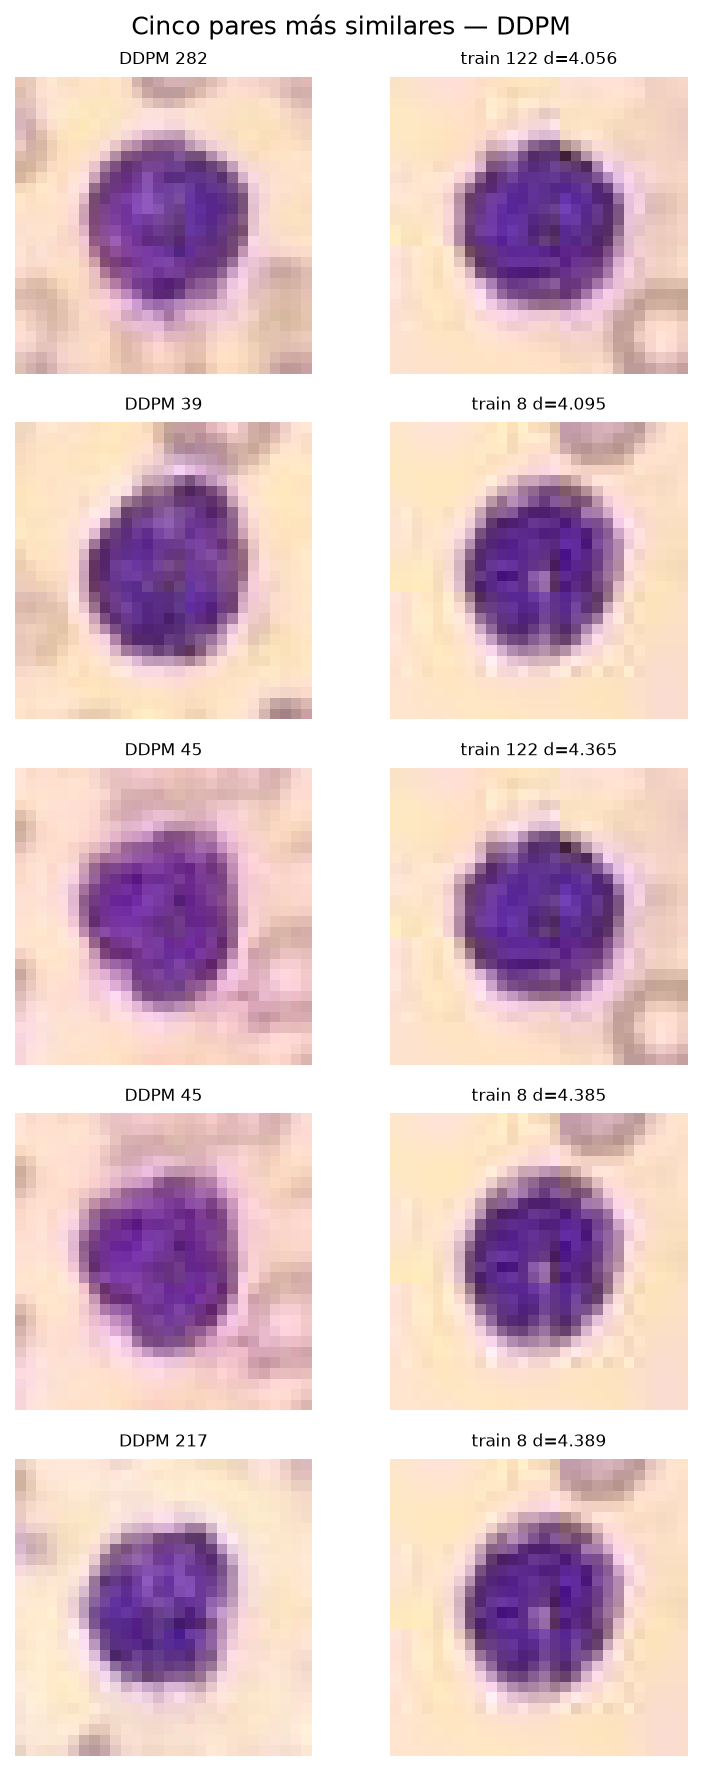 Cinco pares más similares — DDPM
DDPM 282
train 122 d=4.056
DDPM 39
train 8 d=4.095
DDPM 45
train 122 d=4.365
DDPM 45
train 8 d=4.385
DDPM 217
train 8 d=4.389